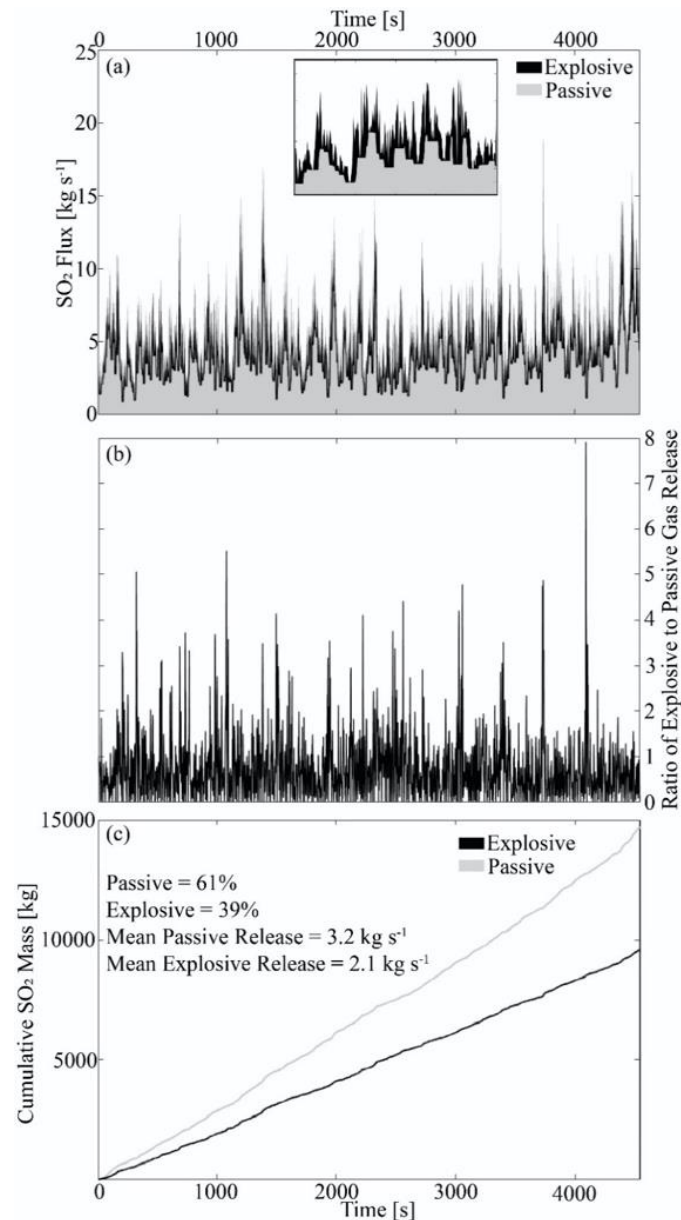 Time [s]
0 1000 2000 3000 4000
25
20
15
10
5
0
SO₂ Flux [kg s⁻¹]
(a)
Explosive
Passive
(b)
8
7
6
5
4
3
2
1
0
Ratio of Explosive to Passive Gas Release
15000
10000
5000
Cumulative SO₂ Mass [kg]
(c)
Explosive
Passive
Passive = 61%
Explosive = 39%
Mean Passive Release = 3.2 kg s⁻¹
Mean Explosive Release = 2.1 kg s⁻¹
0 1000 2000 3000 4000
Time [s]